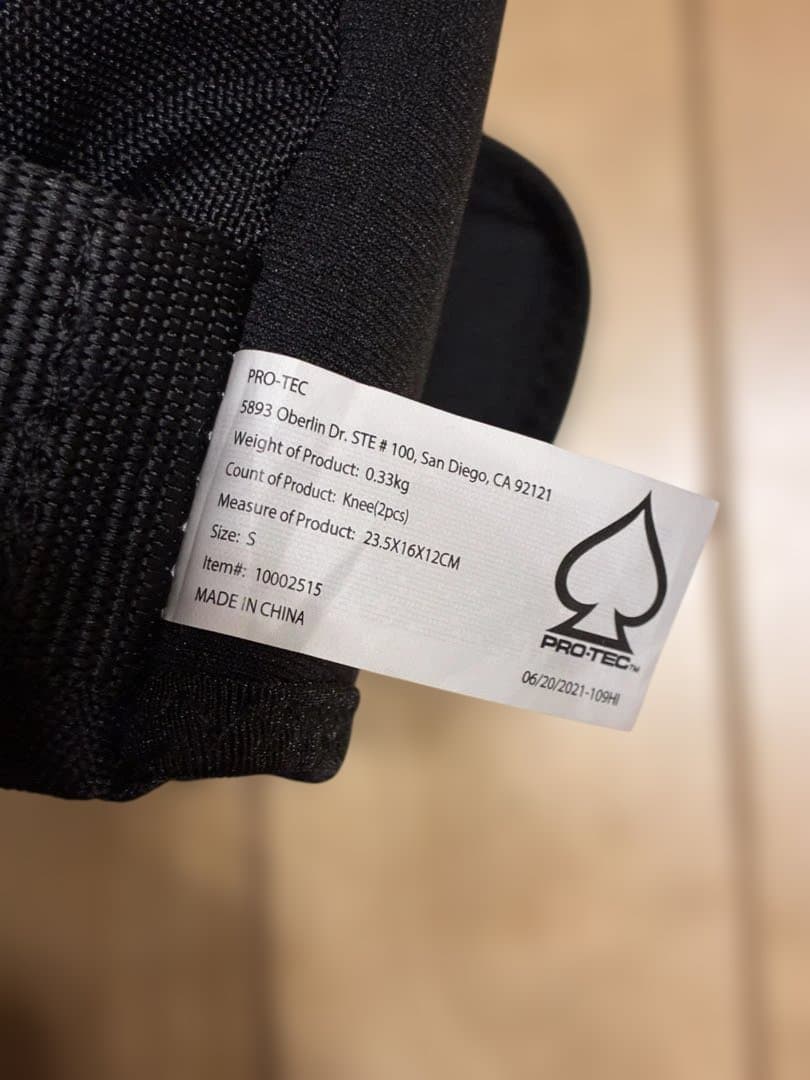 PRO-TEC
5893 Oberlin Dr. STE # 100, San Diego, CA 92121
Weight of Product: 0.33kg
Count of Product: Knee(2pcs)
Measure of Product: 23.5X16X12CM
Size: S
Item#: 10002515
MADE IN CHINA
PRO-TEC™
06/20/2021-109HI